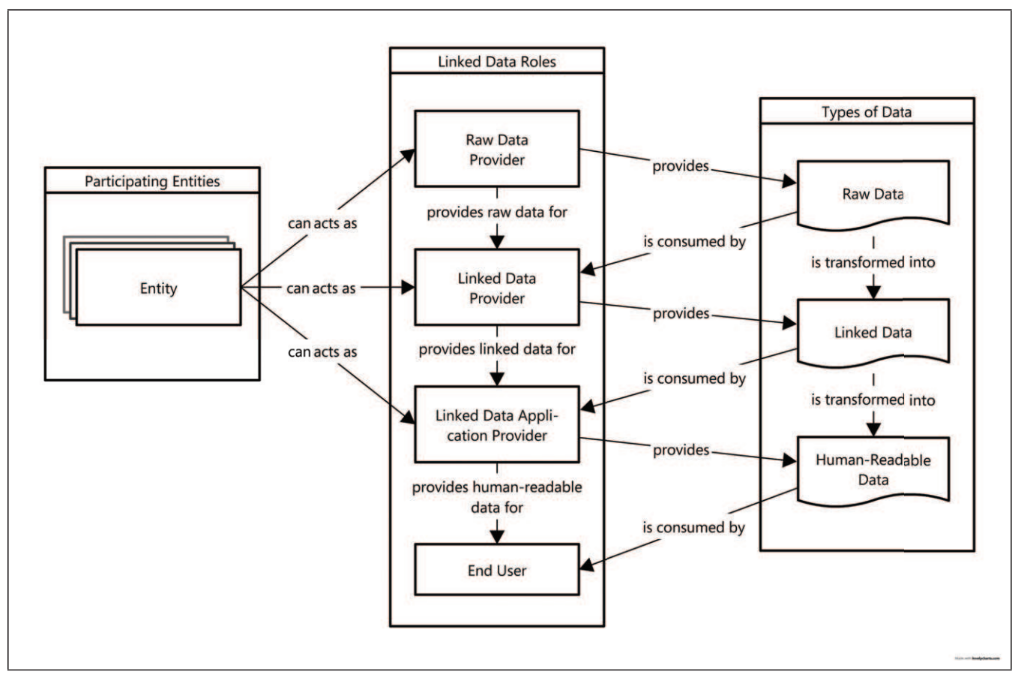 Linked Data Roles
Raw Data
Provider
provides raw data for
Linked Data
Provider
provides linked data for
Linked Data Appli-
cation Provider
provides human-readable
data for
End User
Participating Entities
Entity
can acts as
can acts as
can acts as
provides
is consumed by
provides
is consumed by
provides
is consumed by
Types of Data
Raw Data
is transformed into
Linked Data
is transformed into
Human-Readable
Data